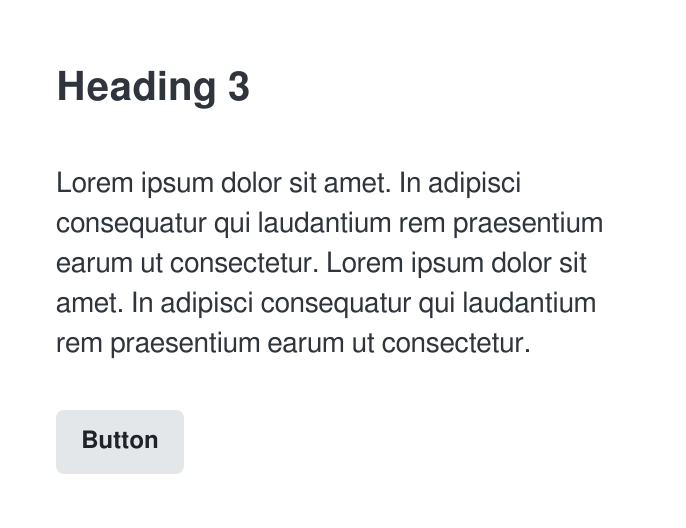 Heading 3
Lorem ipsum dolor sit amet. In adipisci
consequatur qui laudantium rem praesentium
earum ut consectetur. Lorem ipsum dolor sit
amet. In adipisci consequatur qui laudantium
rem praesentium earum ut consectetur.
Button